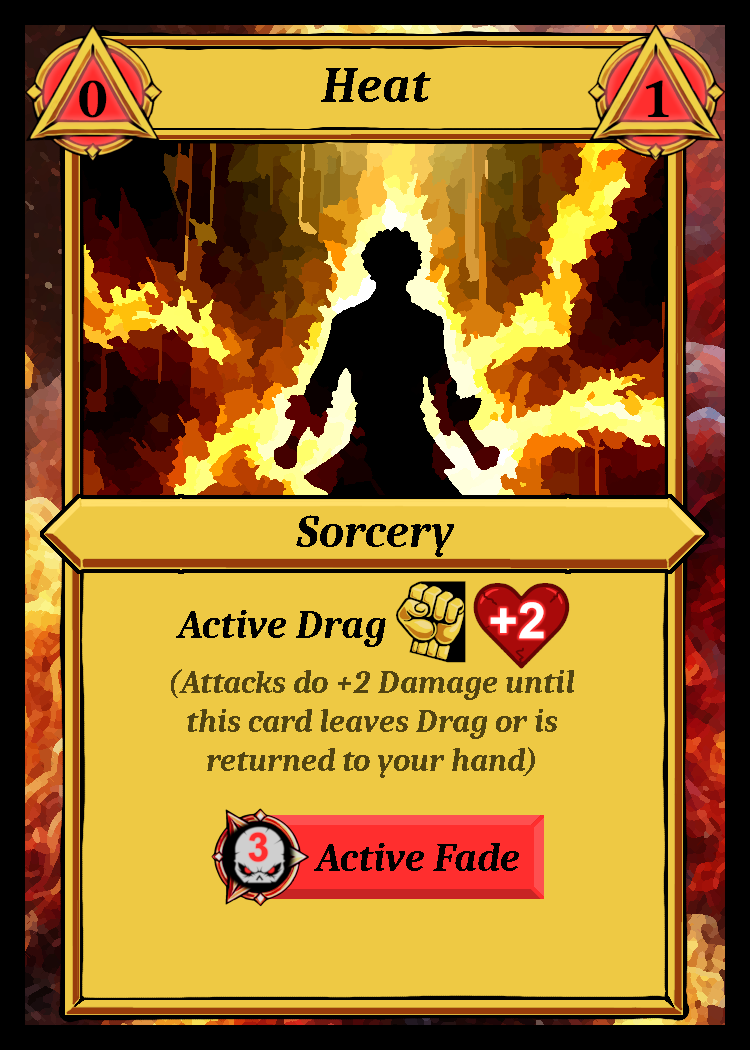 0
Heat
1
Sorcery
Active Drag +2
(Attacks do +2 Damage until
this card leaves Drag or is
returned to your hand)
3 Active Fade